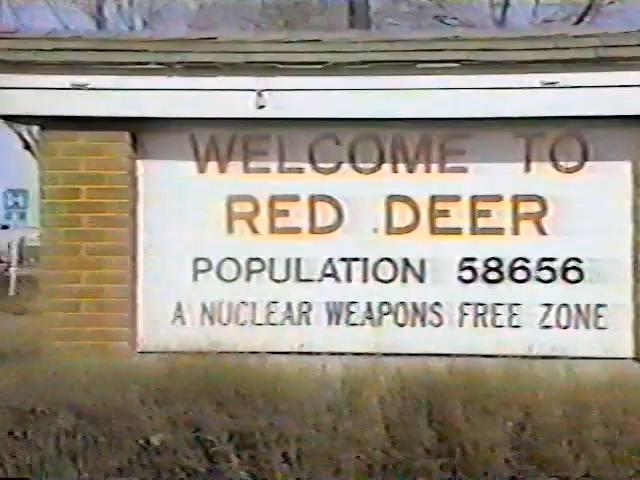 WELCOME TO
RED DEER
POPULATION 58656
A NUCLEAR WEAPONS FREE ZONE